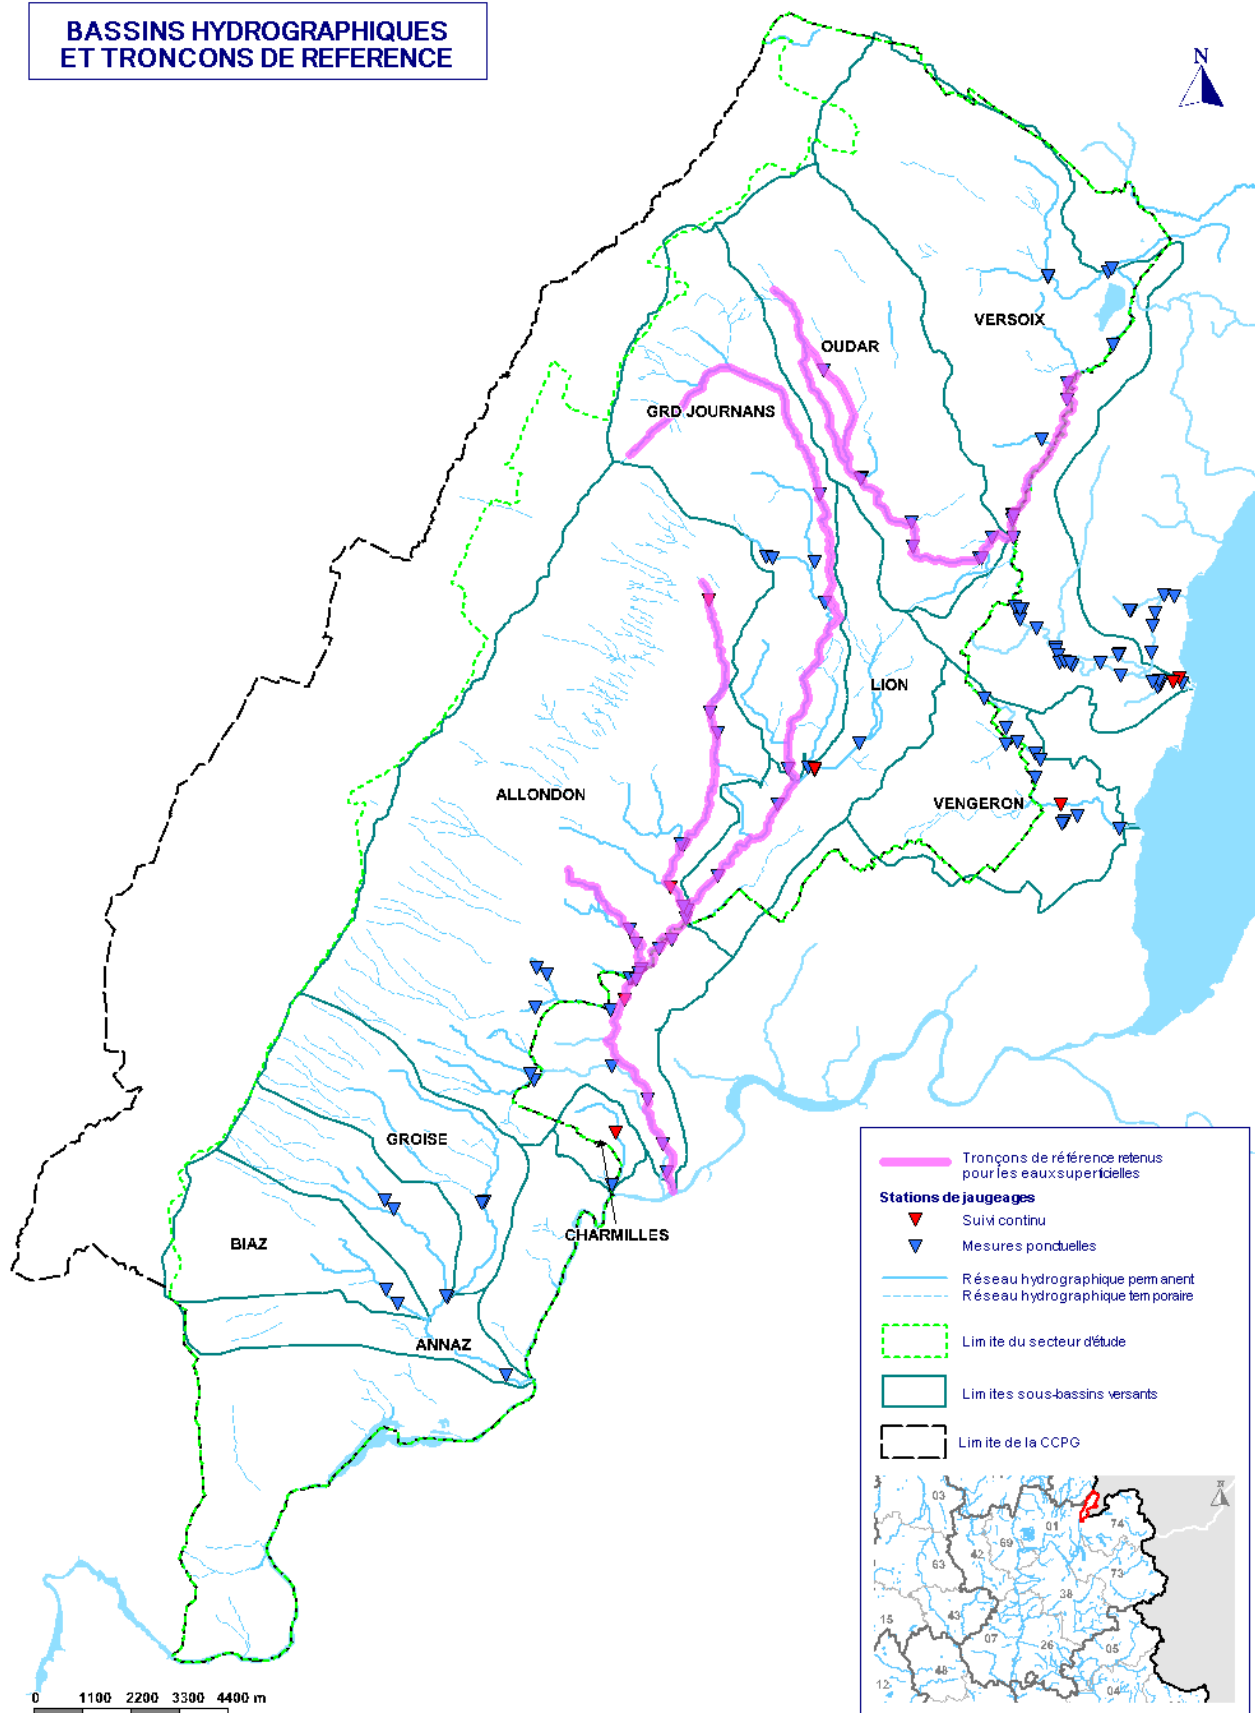 BASSINS HYDROGRAPHIQUES
ET TRONCONS DE REFERENCE
N
VERSOIX
OUDAR
GRD JOURNANS
LION
ALLONDON
VENGERON
GROISE
CHARMILLES
BIAZ
ANNAZ
Tronçons de référence retenus
pour les eaux superficielles
Stations de jaugeages
Suivi continu
Mesures ponctuelles
Réseau hydrographique permanent
Réseau hydrographique temporaire
Limite du secteur d'étude
Limites sous-bassins versants
Limite de la CCPG
N
03
01
74
69
42
63
73
38
43
15
07
26
05
48
12
04
0 1100 2200 3300 4400 m